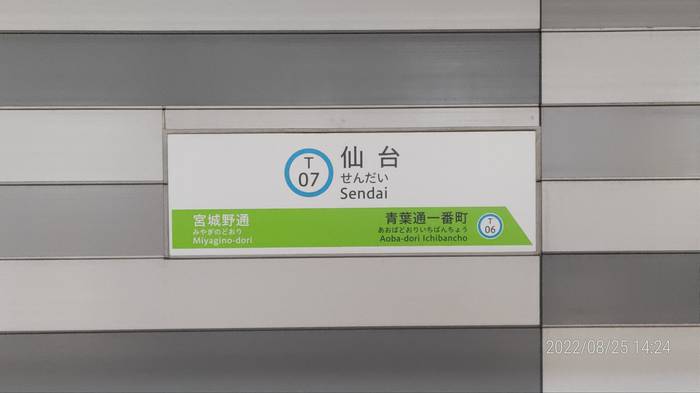 T
07
仙台
せんだい
Sendai
宮城野通
みやぎのどおり
Miyagino-dori
青葉通一番町
あおばどおりいちばんちょう
Aoba-dori Ichibancho
T
06
2022/08/25 14:24